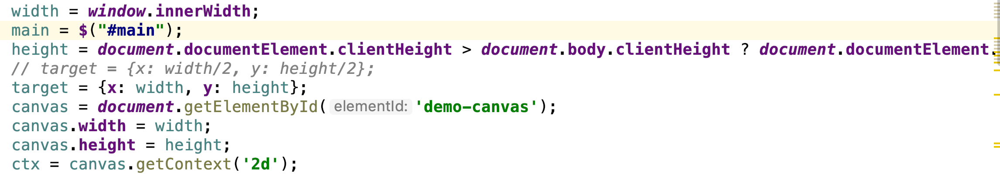 width = window.innerWidth;
main = $("#main");
height = document.documentElement.clientHeight > document.body.clientHeight ? document.documentElement.
// target = {x: width/2, y: height/2};
target = {x: width, y: height};
canvas = document.getElementById( elementId: 'demo-canvas');
canvas.width = width;
canvas.height = height;
ctx = canvas.getContext('2d');